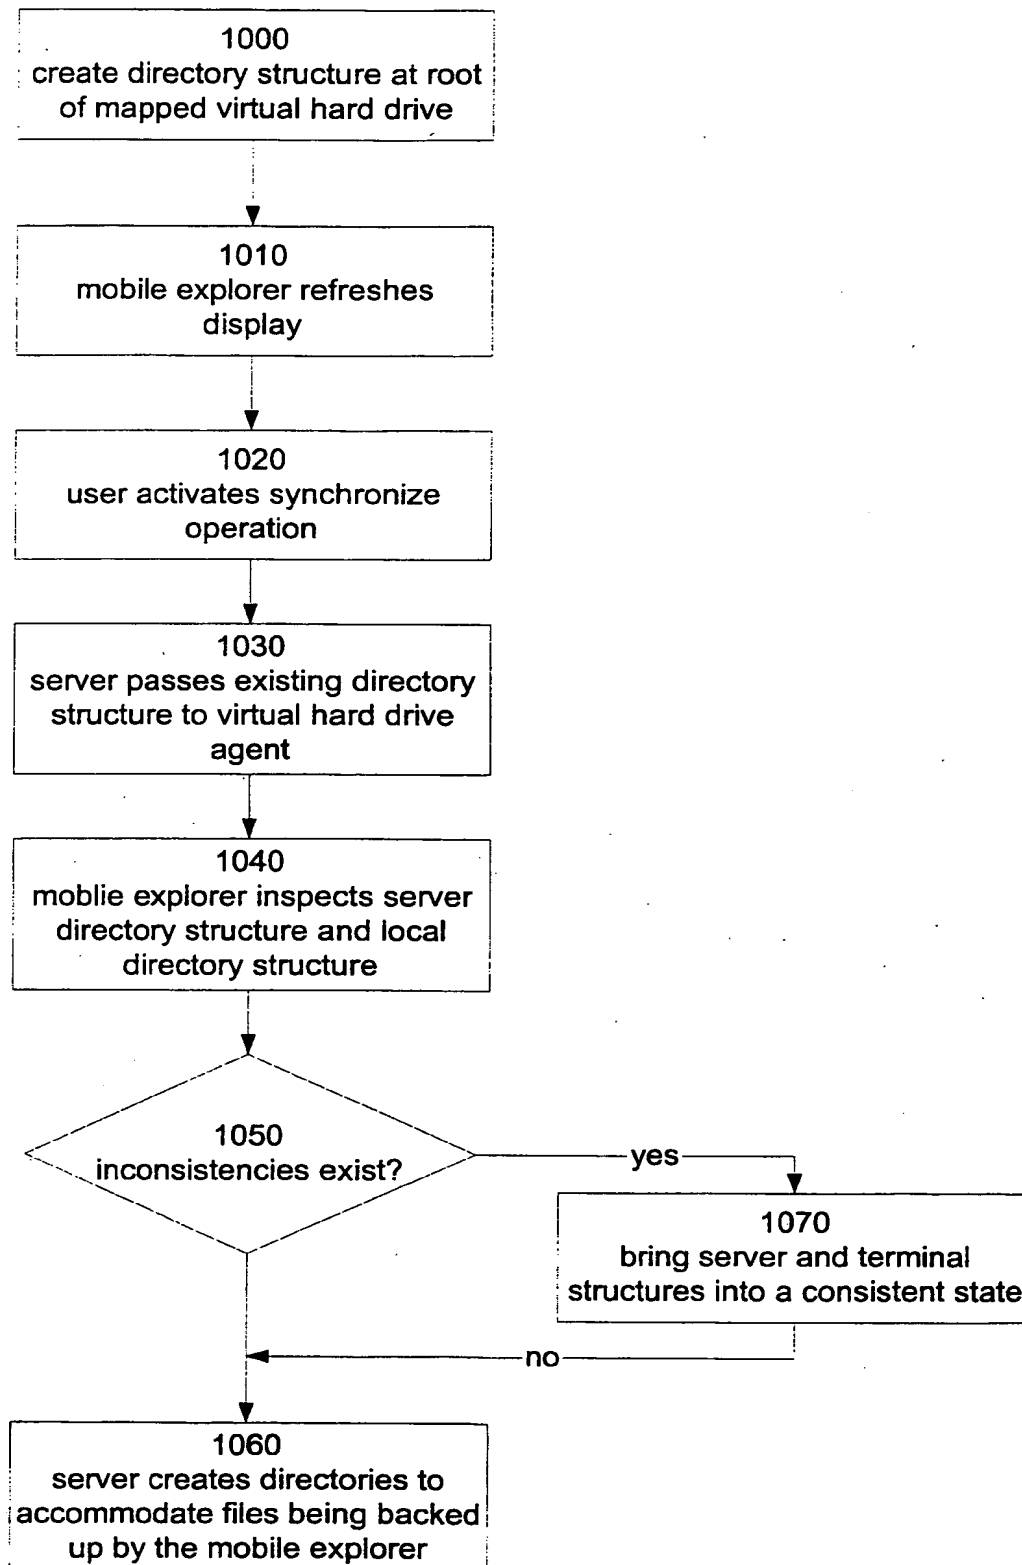 1000
create directory structure at root
of mapped virtual hard drive
1010
mobile explorer refreshes
display
1020
user activates synchronize
operation
1030
server passes existing directory
structure to virtual hard drive
agent
1040
moblie explorer inspects server
directory structure and local
directory structure
1050
inconsistencies exist?
yes
1070
bring server and terminal
structures into a consistent state
no
1060
server creates directories to
accommodate files being backed
up by the mobile explorer